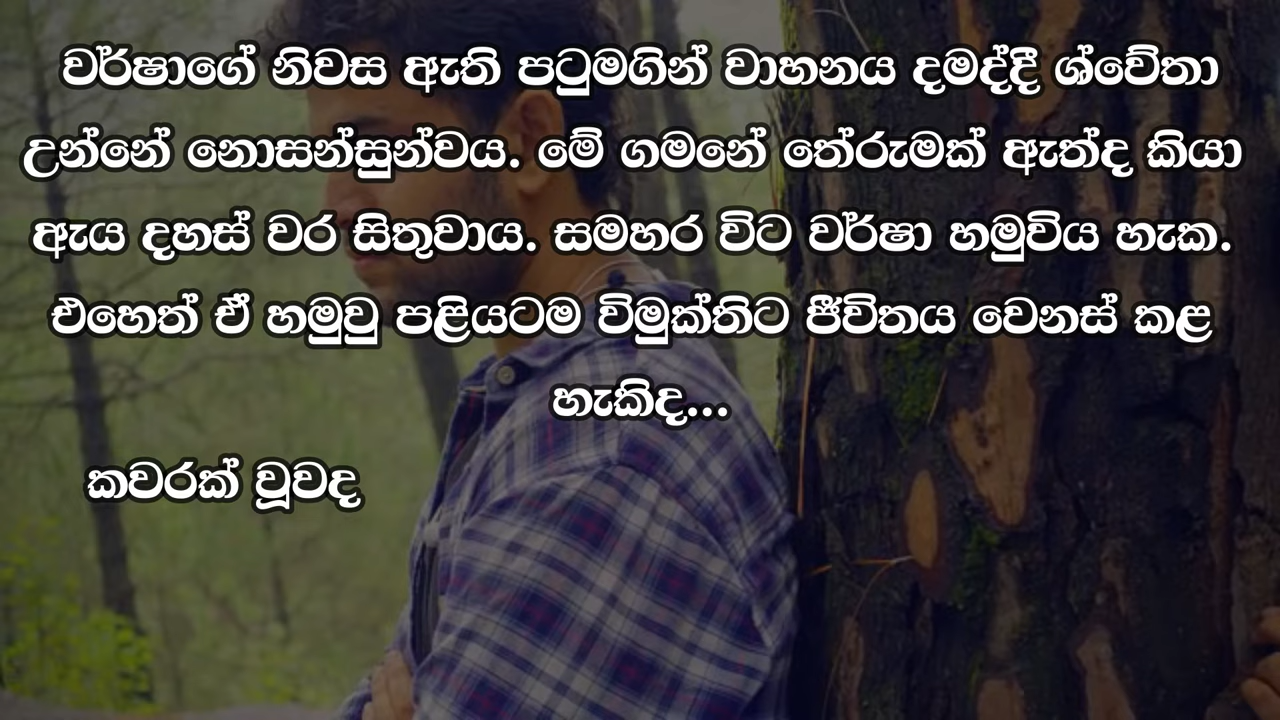 වර්ෂාගේ නිවස ඇති පටුමගින් වාහනය දමද්දී ශ්වේතා
උන්නේ නොසන්සුන්වය. මේ ගමනේ තේරුමක් ඇත්ද කියා
ඇය දහස් වර සිතුවාය. සමහර විට වර්ෂා හමුවිය හැක.
එහෙත් ඒ හමුවු පළියටම විමුක්තිට ජීවිතය වෙනස් කළ
හැකිද...
කවරක් වූවද